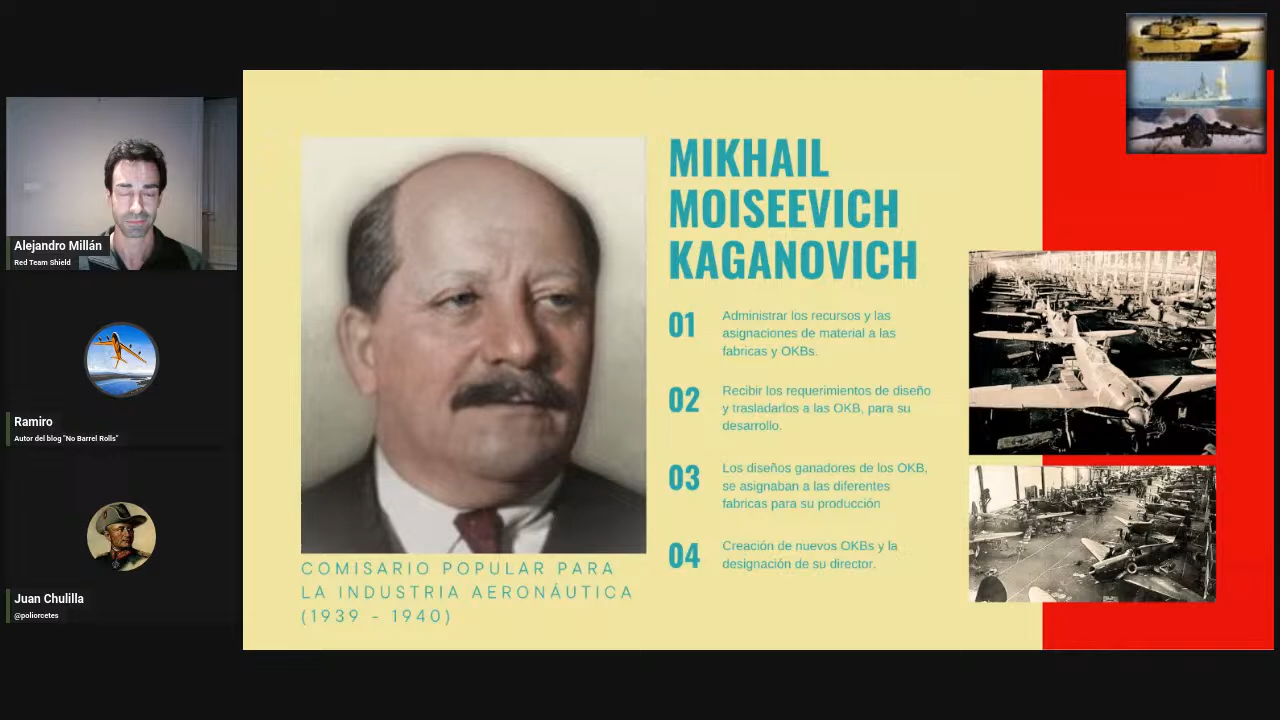 Alejandro Millán
Red Team Shield
Ramiro
Autor del blog "No Barrel Rolls"
Juan Chulilla
@poliorcetes
MIKHAIL
MOISEEVICH
KAGANOVICH
01
Administrar los recursos y las
asignaciones de material a las
fabricas y OKBs.
02
Recibir los requerimientos de diseño
y trasladarlos a las OKB, para su
desarrollo.
03
Los diseños ganadores de los OKB,
se asignaban a las diferentes
fabricas para su producción
04
Creación de nuevos OKBs y la
designación de su director.
COMISARIO POPULAR PARA
LA INDUSTRIA AERONÁUTICA
(1939 - 1940)